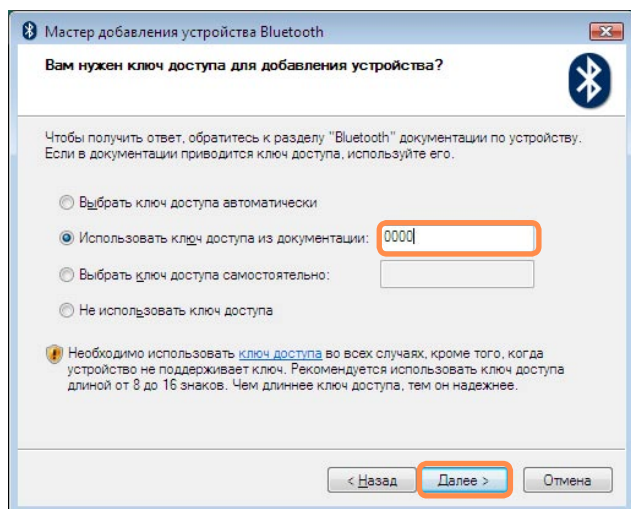 Мастер добавления устройства Bluetooth
Вам нужен ключ доступа для добавления устройства?
Чтобы получить ответ, обратитесь к разделу "Bluetooth" документации по устройству.
Если в документации приводится ключ доступа, используйте его.
Выбрать ключ доступа автоматически
Использовать ключ доступа из документации: 0000
Выбрать ключ доступа самостоятельно:
Не использовать ключ доступа
Необходимо использовать ключ доступа во всех случаях, кроме того, когда
устройство не поддерживает ключ. Рекомендуется использовать ключ доступа
длиной от 8 до 16 знаков. Чем длиннее ключ доступа, тем он надежнее.
< Назад Далее > Отмена